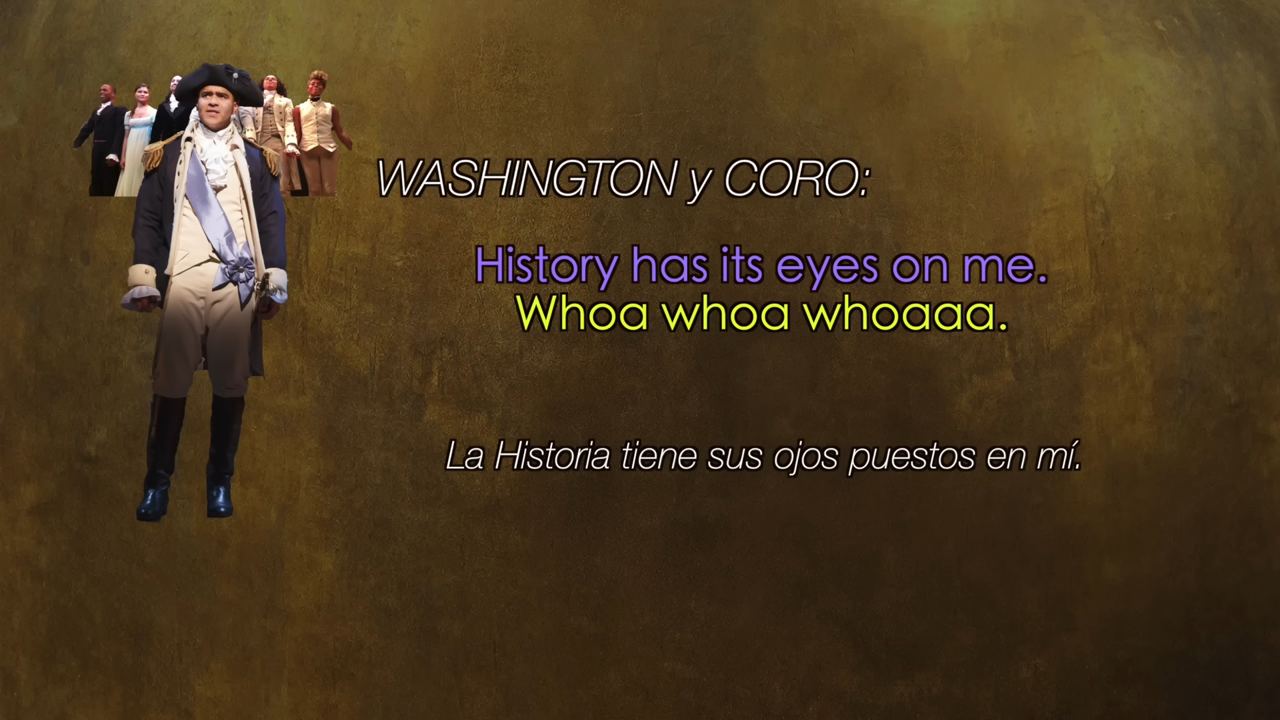 WASHINGTON y CORO:
History has its eyes on me.
Whoa whoa whoaaa.
La Historia tiene sus ojos puestos en mí.